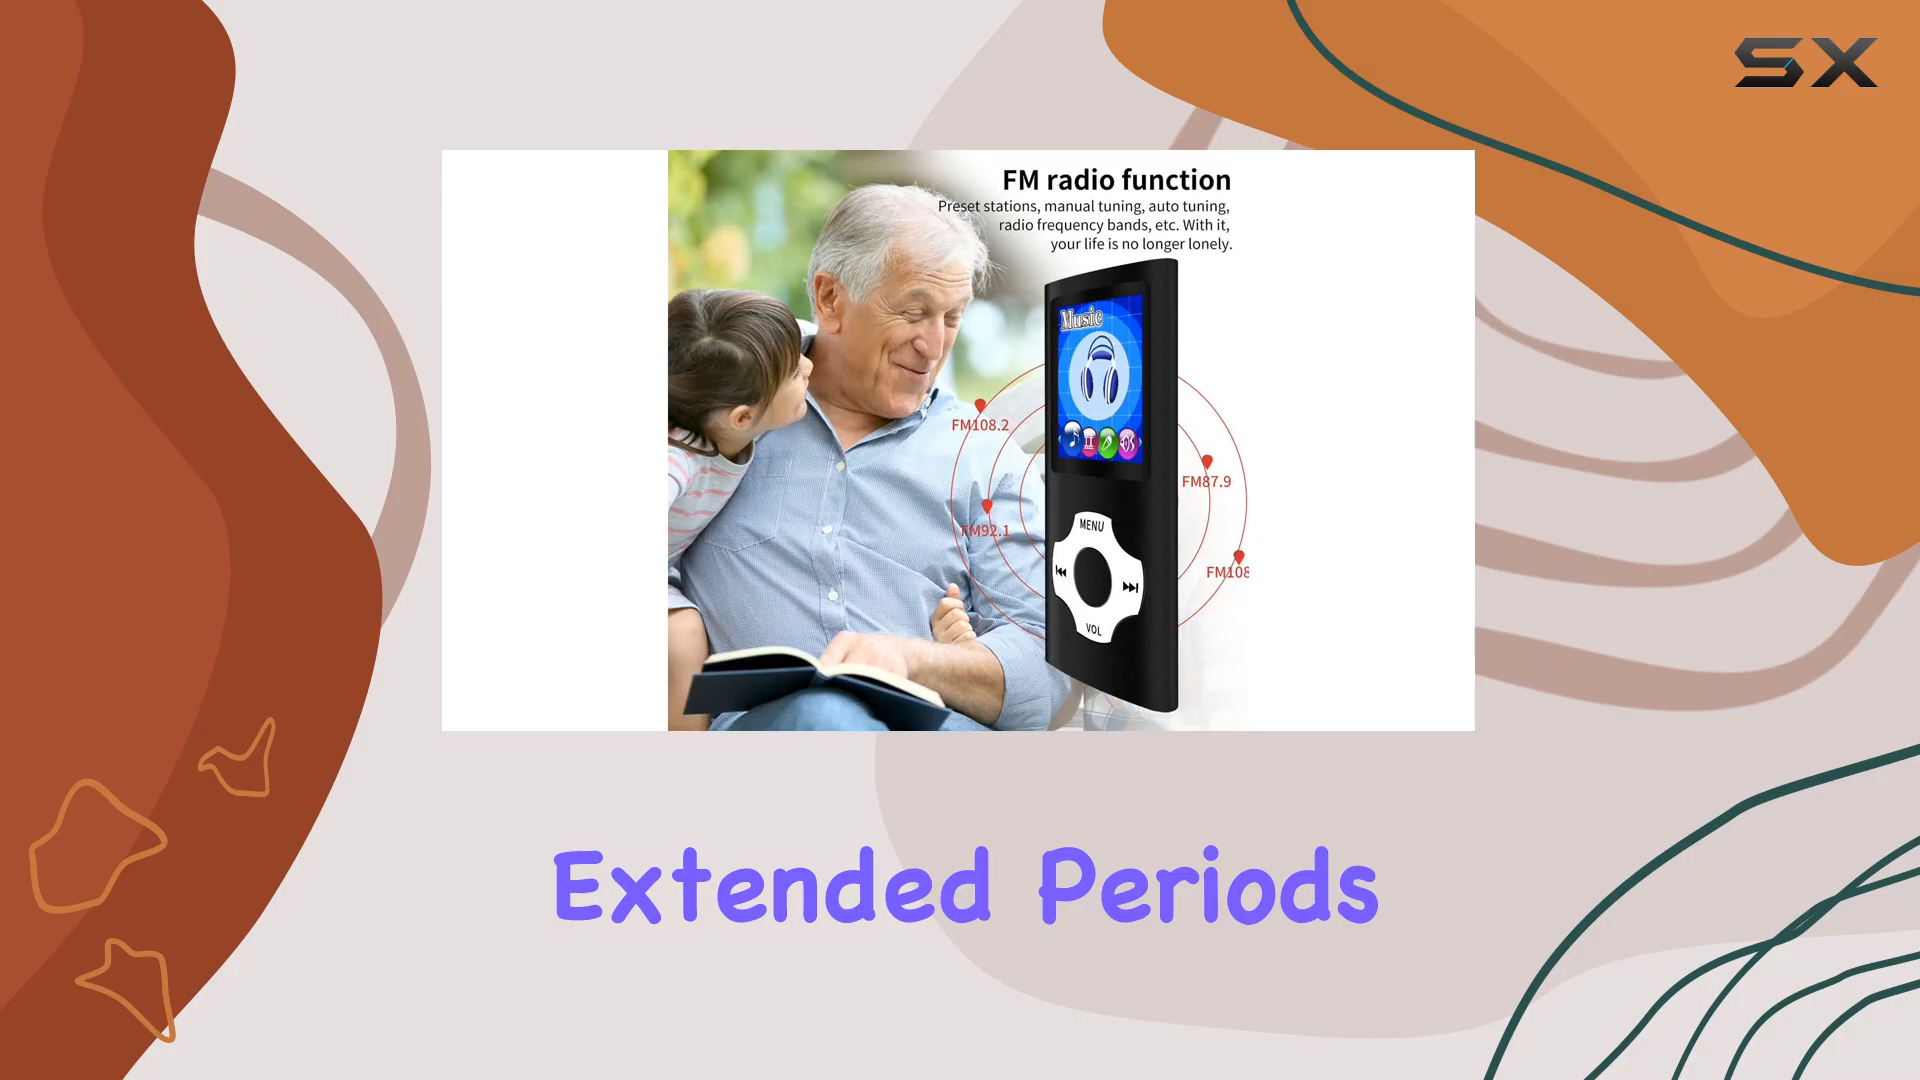 SX
FM radio function
Preset stations, manual tuning, auto tuning,
radio frequency bands, etc. With it,
your life is no longer lonely.
Music
FM108.2
FM87.9
FM92.1
FM108
MENU
VOL
Extended Periods